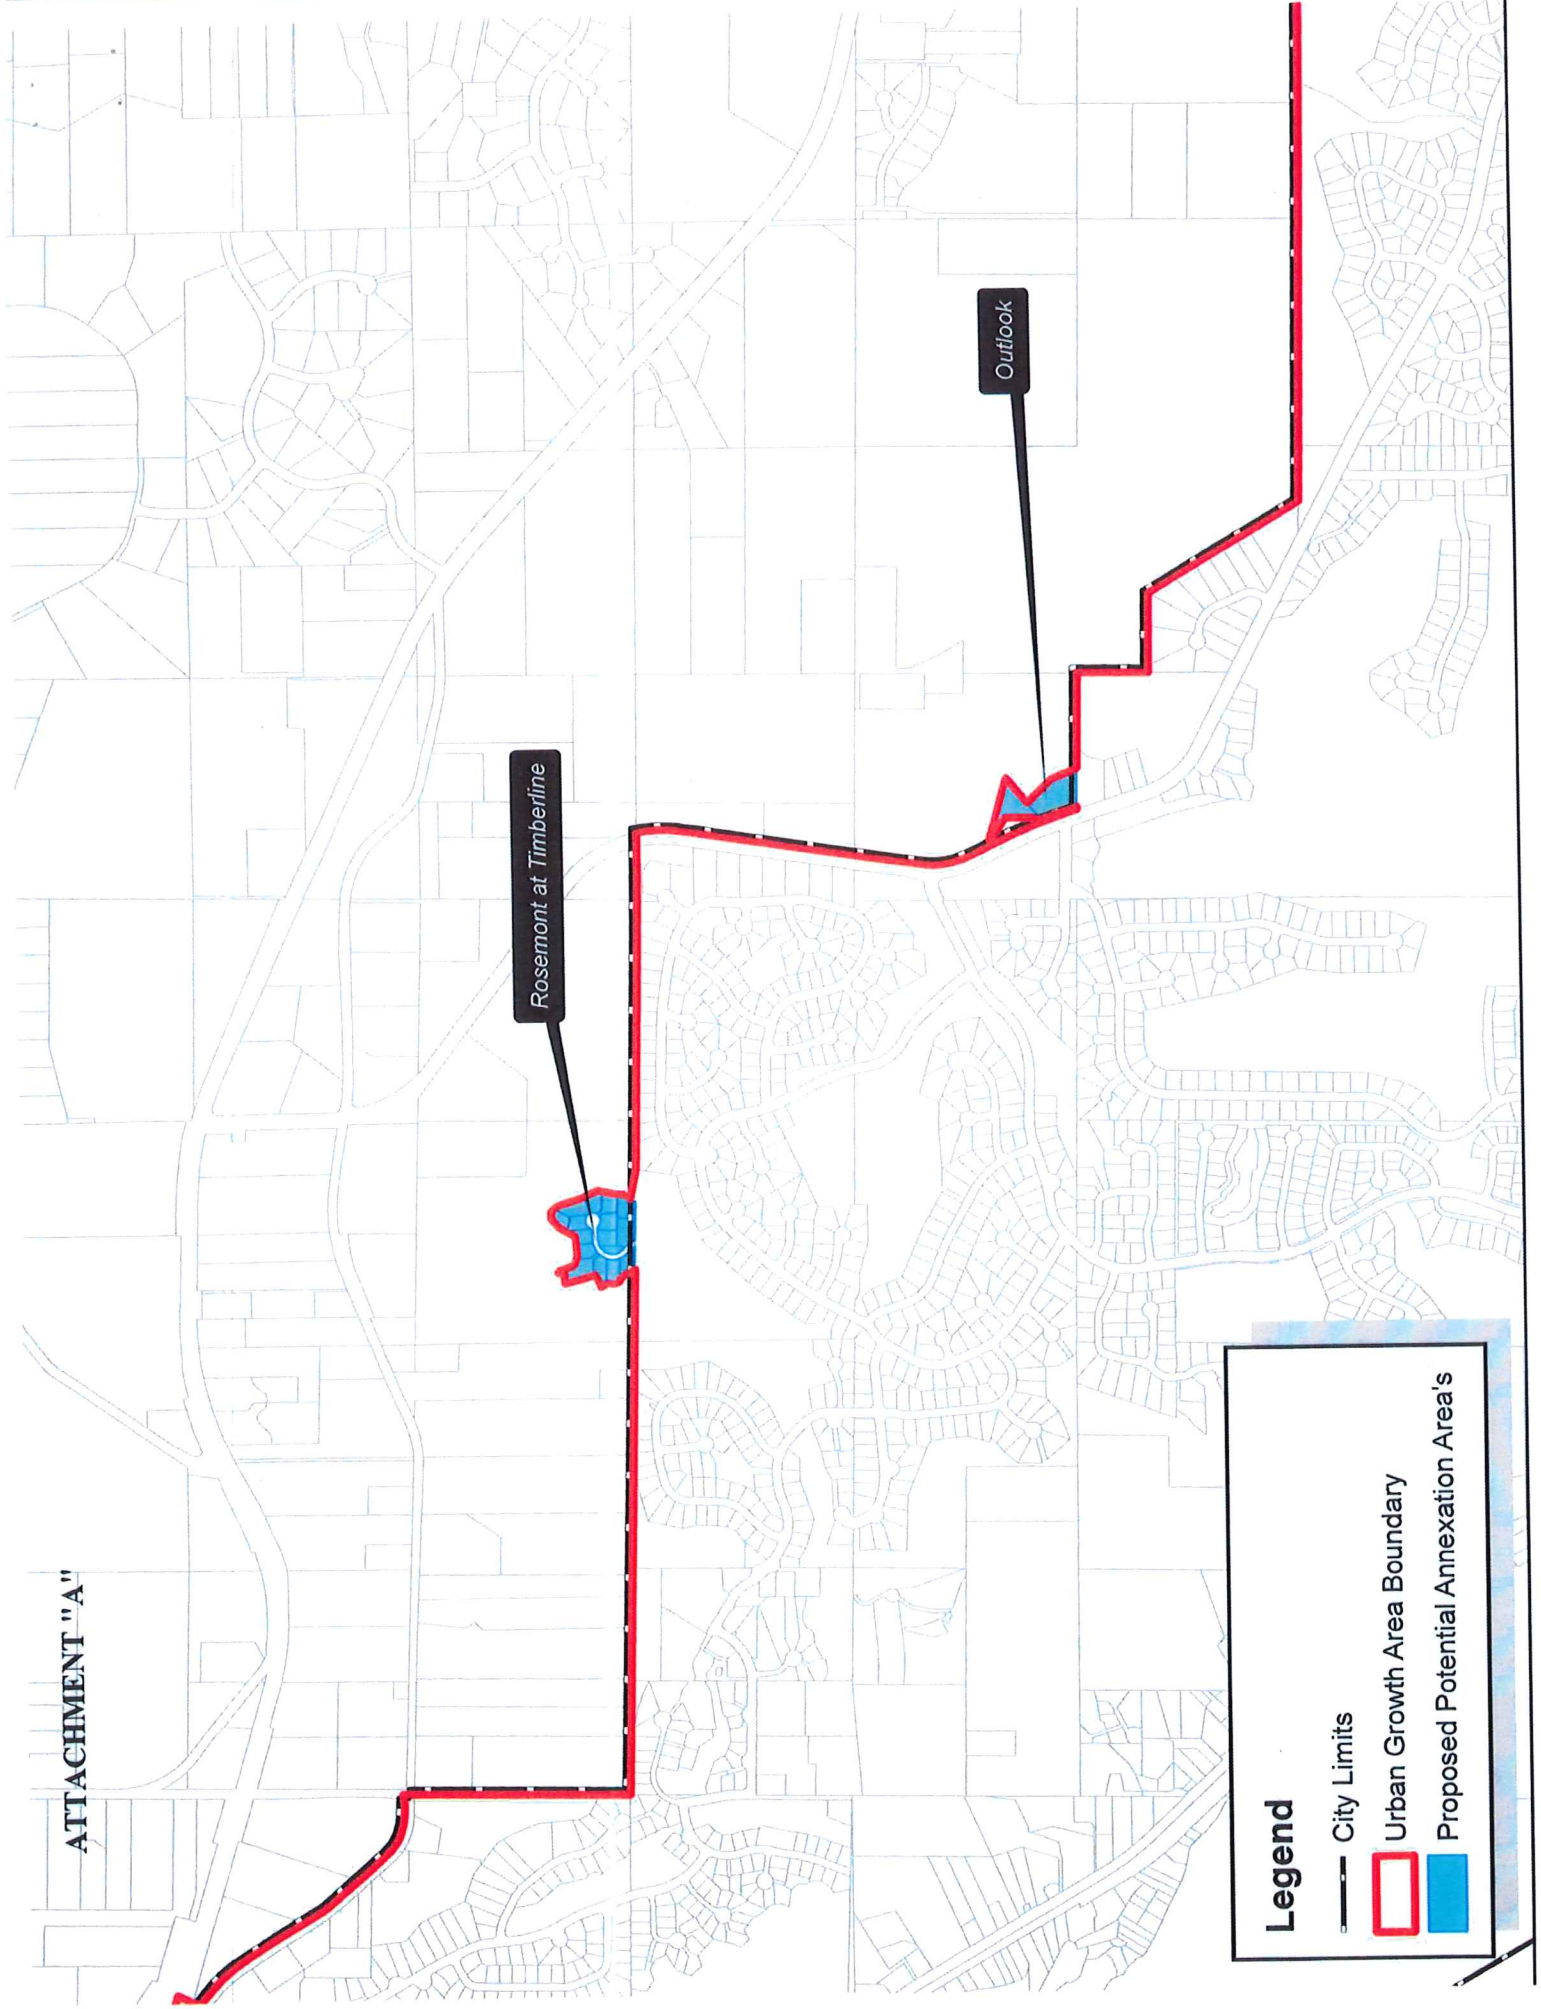 ATTACHMENT "A"
Rosemont at Timberline
Outlook
Legend
City Limits
Urban Growth Area Boundary
Proposed Potential Annexation Area's